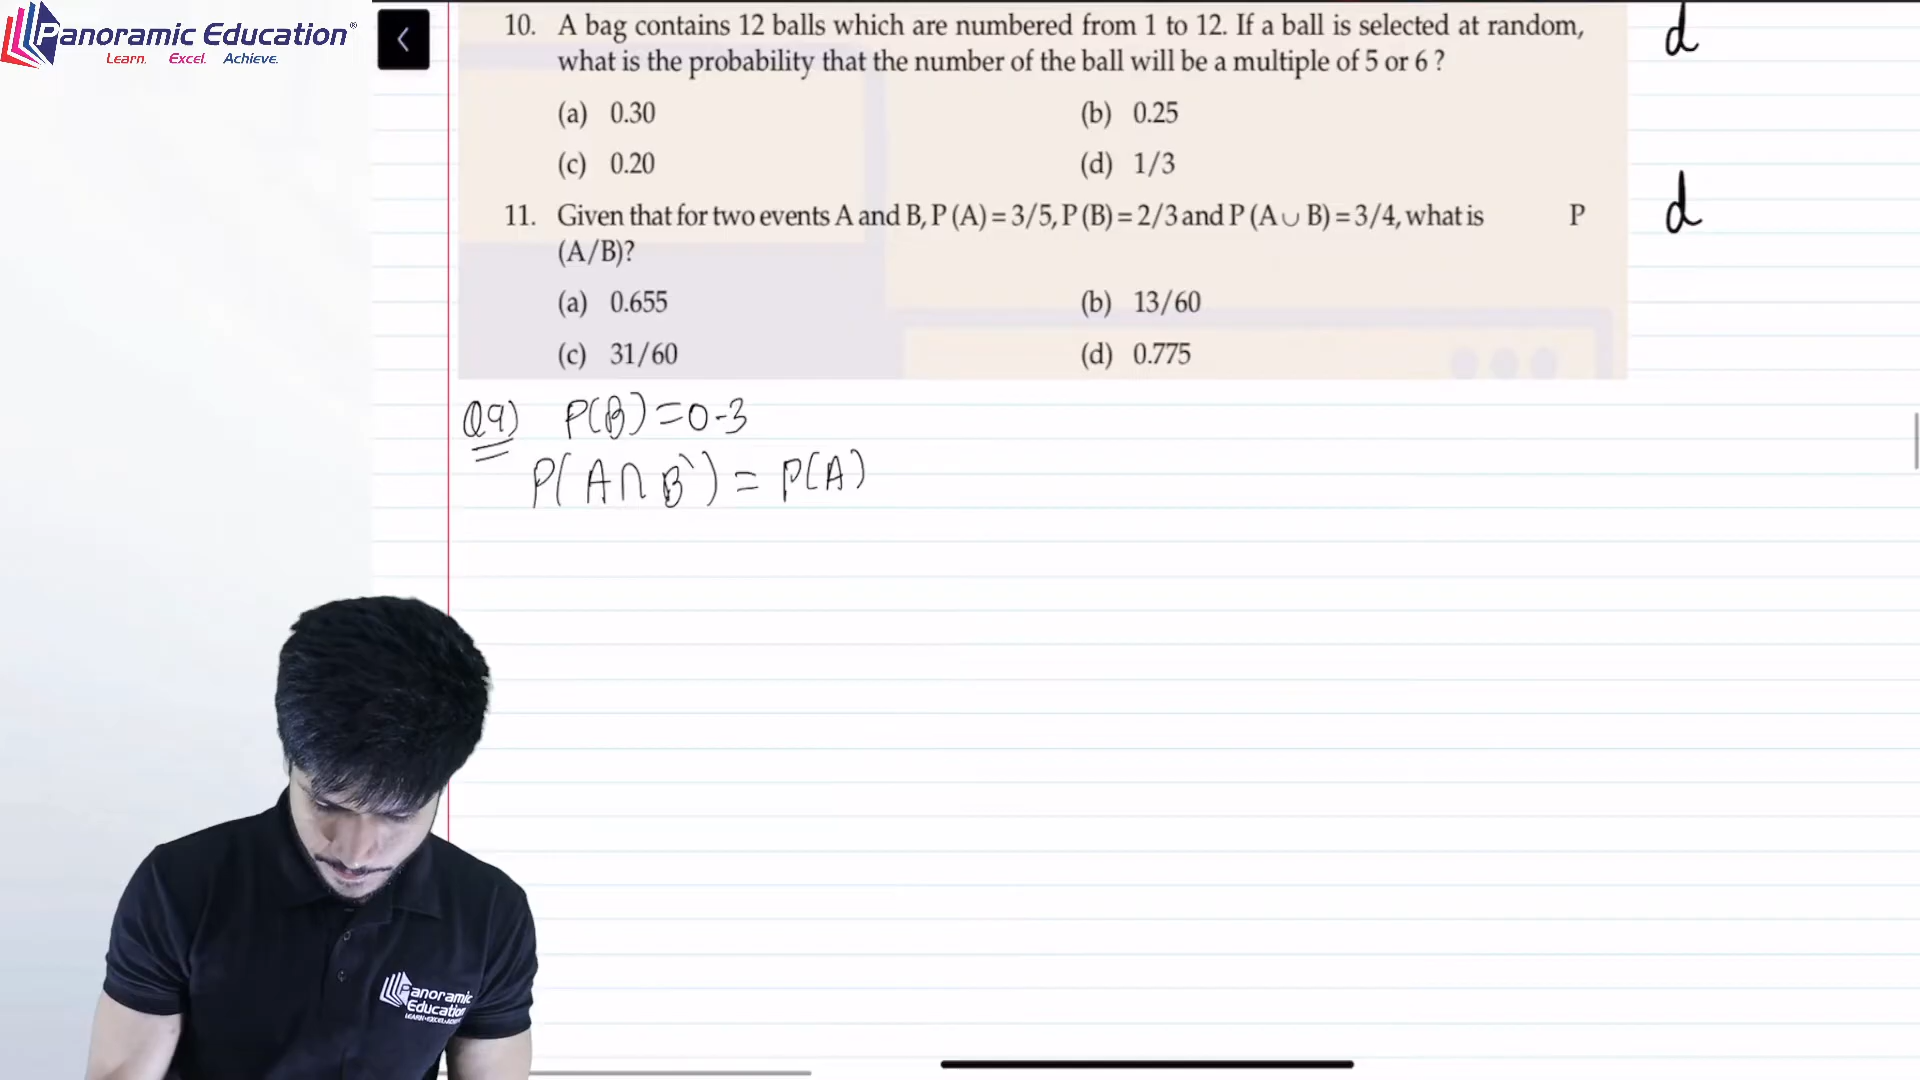 Panoramic Education®
Learn. Excel. Achieve.
10. A bag contains 12 balls which are numbered from 1 to 12. If a ball is selected at random,
what is the probability that the number of the ball will be a multiple of 5 or 6 ?
(a) 0.30 (b) 0.25
(c) 0.20 (d) 1/3
d
11. Given that for two events A and B, P (A) = 3/5, P (B) = 2/3 and P (A ∪ B) = 3/4, what is P
(A/B)?
(a) 0.655 (b) 13/60
(c) 31/60 (d) 0.775
d
Q9) P(B) = 0.3
P(A ∩ B') = P(A)
Panoramic
Education
LEARN•EXCEL•ACHIEVE